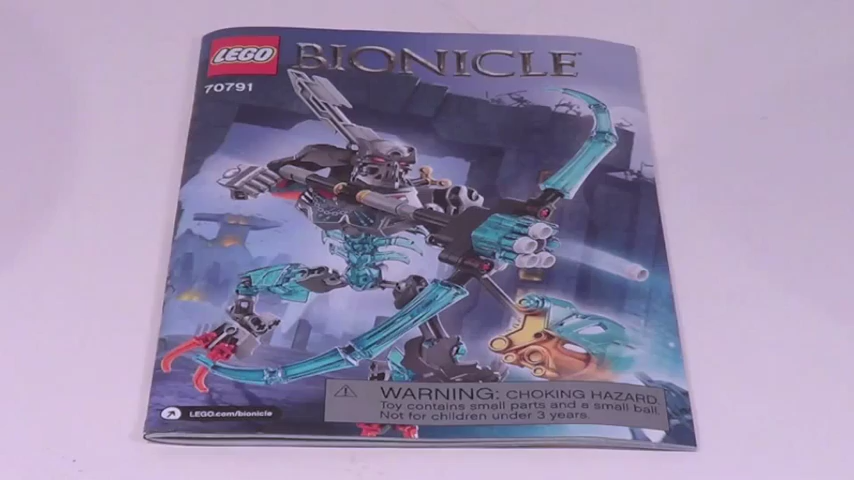 LEGO BIONICLE
70791
WARNING: CHOKING HAZARD
Toy contains small parts and a small ball.
Not for children under 3 years.
LEGO.com/bionicle